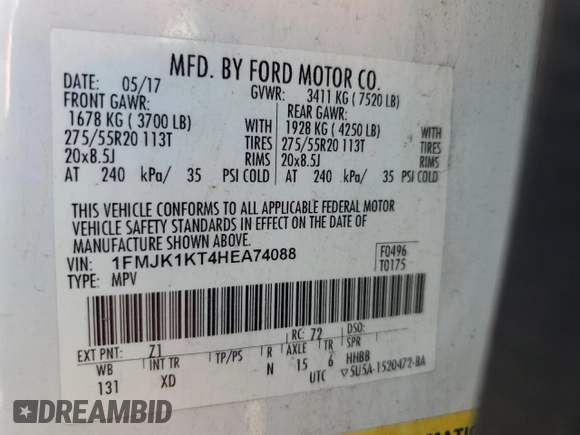 MFD. BY FORD MOTOR CO.
DATE: 05/17 GVWR: 3411 KG ( 7520 LB)
FRONT GAWR: REAR GAWR:
1678 KG ( 3700 LB) WITH 1928 KG ( 4250 LB) WITH
275/55R20 113T TIRES 275/55R20 113T TIRES
20x8.5J RIMS 20x8.5J RIMS
AT 240 kPa/ 35 PSI COLD AT 240 kPa/ 35 PSI COLD
THIS VEHICLE CONFORMS TO ALL APPLICABLE FEDERAL MOTOR
VEHICLE SAFETY STANDARDS IN EFFECT ON THE DATE OF
MANUFACTURE SHOWN ABOVE.
VIN: 1FMJK1KT4HEA74088 F0496
TYPE: MPV T0175
EXT PNT: Z1 RC: 72 DSO:
WB INT TR TP/PS R AXLE TR SPR
131 XD N 15 6 HHBB
UTC 5U5A-1520472-BA
DREAMBID